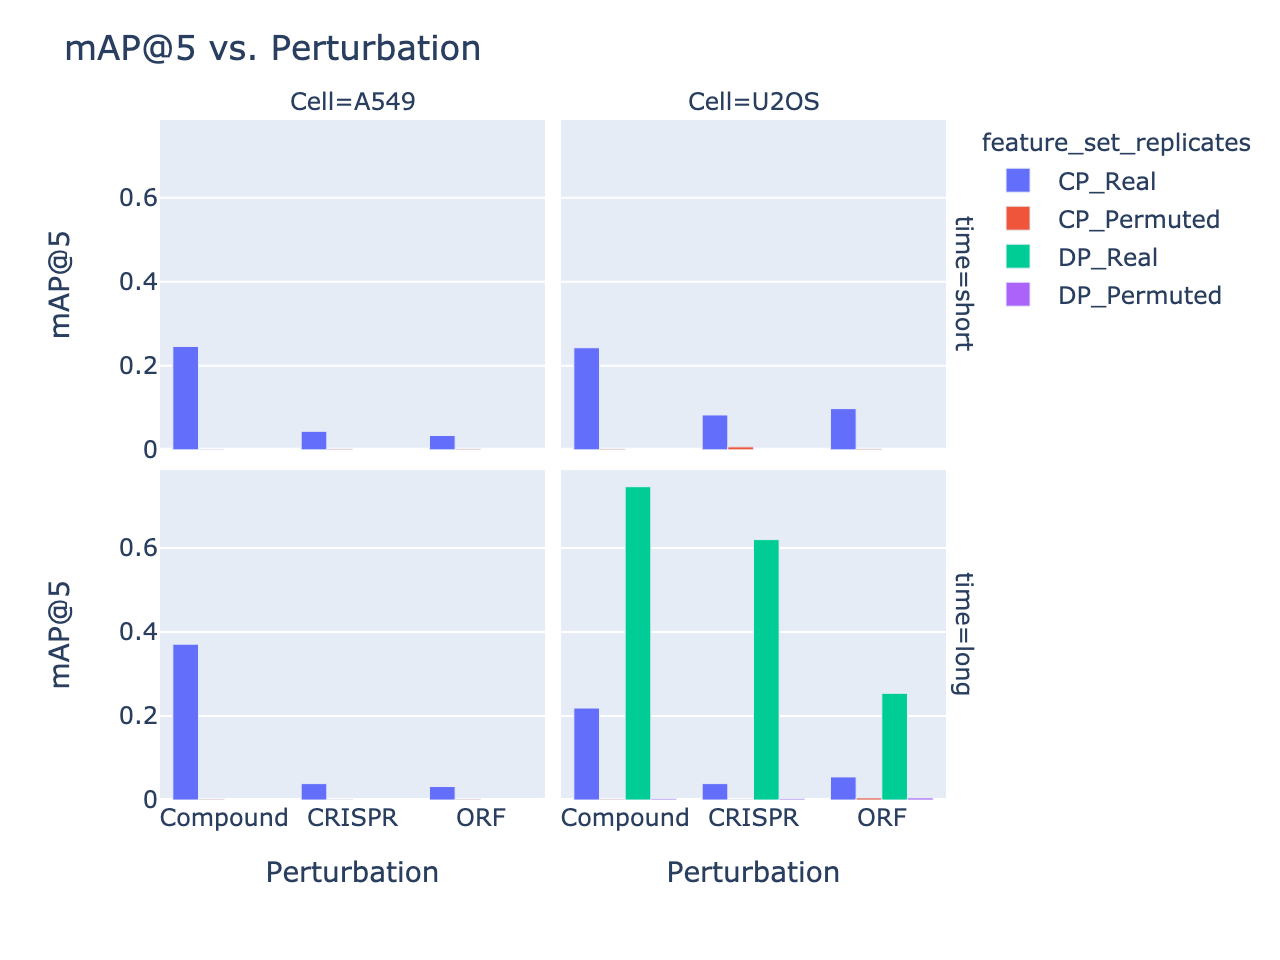 mAP@5 vs. Perturbation
Cell=A549
Cell=U2OS
feature_set_replicates
CP_Real
CP_Permuted
DP_Real
DP_Permuted
mAP@5
0.6
0.4
0.2
0
time=short
mAP@5
0.6
0.4
0.2
0
time=long
Compound CRISPR ORF
Compound CRISPR ORF
Perturbation
Perturbation